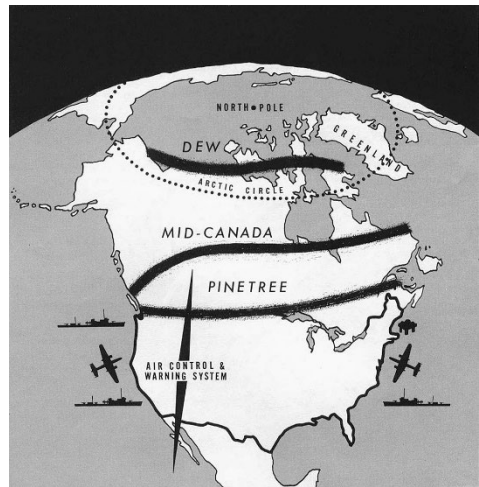 NORTH POLE
DEW
GREENLAND
ARCTIC CIRCLE
MID-CANADA
PINETREE
AIR CONTROL &
WARNING SYSTEM